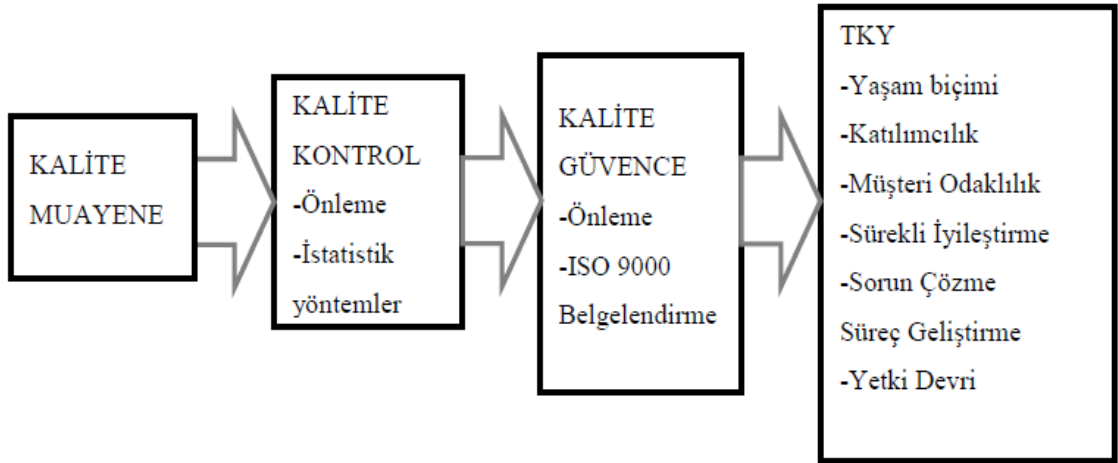 KALİTE
MUAYENE
KALİTE
KONTROL
-Önleme
-İstatistik
yöntemler
KALİTE
GÜVENCE
-Önleme
-ISO 9000
Belgelendirme
TKY
-Yaşam biçimi
-Katılımcılık
-Müşteri Odaklılık
-Sürekli İyileştirme
-Sorun Çözme
Süreç Geliştirme
-Yetki Devri